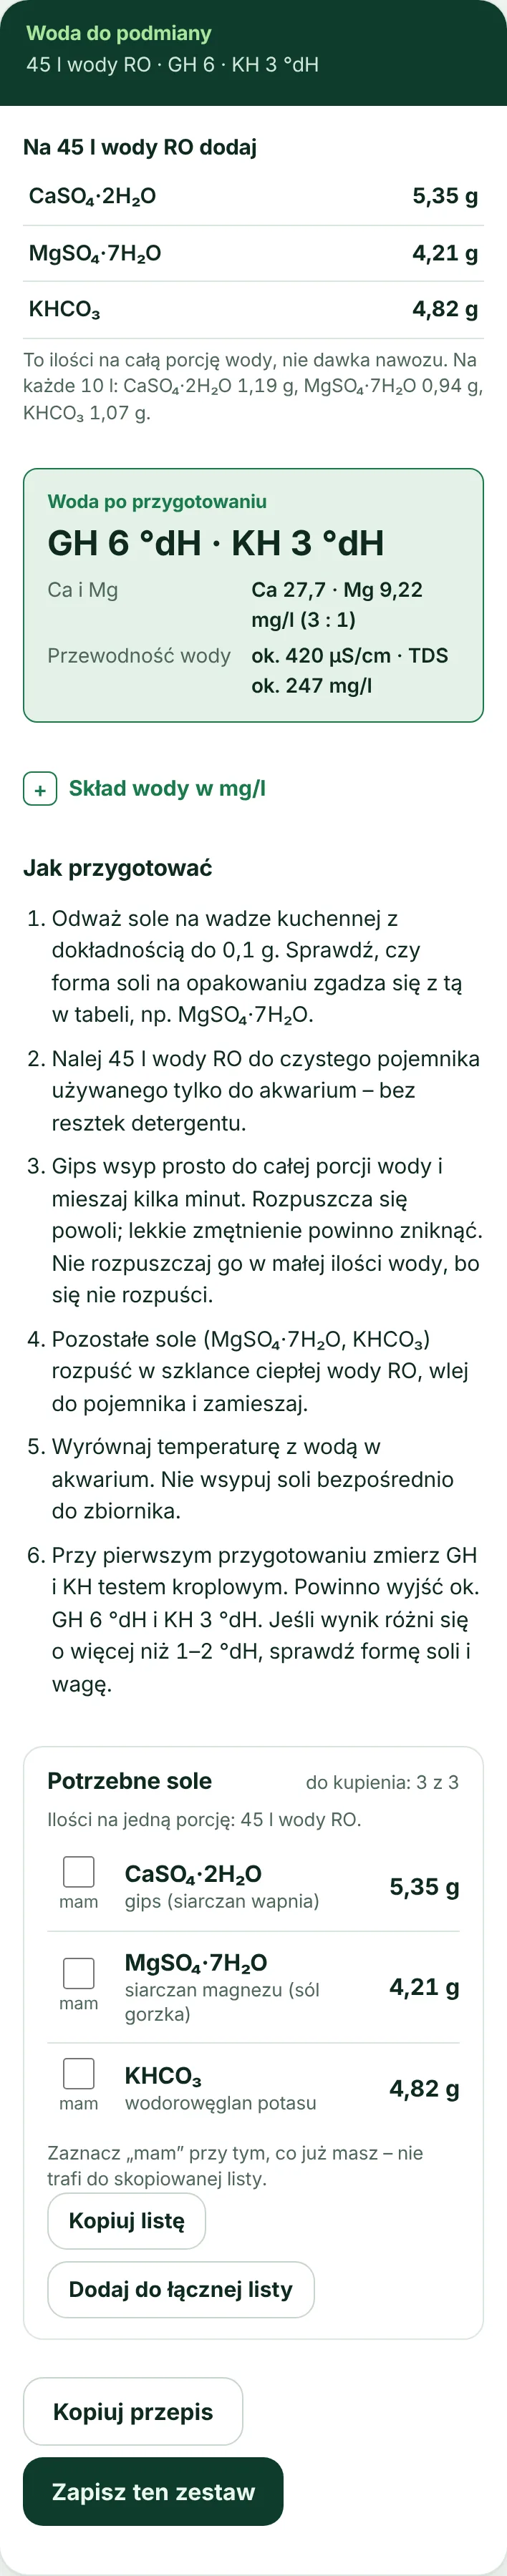 Woda do podmiany
45 l wody RO · GH 6 · KH 3 °dH
Na 45 l wody RO dodaj
CaSO₄·2H₂O 5,35 g
MgSO₄·7H₂O 4,21 g
KHCO₃ 4,82 g
To ilości na całą porcję wody, nie dawka nawozu. Na
każde 10 l: CaSO₄·2H₂O 1,19 g, MgSO₄·7H₂O 0,94 g,
KHCO₃ 1,07 g.
Woda po przygotowaniu
GH 6 °dH · KH 3 °dH
Ca i Mg Ca 27,7 · Mg 9,22
mg/l (3 : 1)
Przewodność wody ok. 420 µS/cm · TDS
ok. 247 mg/l
+ Skład wody w mg/l
Jak przygotować
1. Odważ sole na wadze kuchennej z
dokładnością do 0,1 g. Sprawdź, czy
forma soli na opakowaniu zgadza się z tą
w tabeli, np. MgSO₄·7H₂O.
2. Nalej 45 l wody RO do czystego pojemnika
używanego tylko do akwarium – bez
resztek detergentu.
3. Gips wsyp prosto do całej porcji wody i
mieszaj kilka minut. Rozpuszcza się
powoli; lekkie zmętnienie powinno zniknąć.
Nie rozpuszczaj go w małej ilości wody, bo
się nie rozpuści.
4. Pozostałe sole (MgSO₄·7H₂O, KHCO₃)
rozpuść w szklance ciepłej wody RO, wlej
do pojemnika i zamieszaj.
5. Wyrównaj temperaturę z wodą w
akwarium. Nie wsypuj soli bezpośrednio
do zbiornika.
6. Przy pierwszym przygotowaniu zmierz GH
i KH testem kroplowym. Powinno wyjść ok.
GH 6 °dH i KH 3 °dH. Jeśli wynik różni się
o więcej niż 1–2 °dH, sprawdź formę soli i
wagę.
Potrzebne sole do kupienia: 3 z 3
Ilości na jedną porcję: 45 l wody RO.
CaSO₄·2H₂O 5,35 g
mam gips (siarczan wapnia)
MgSO₄·7H₂O 4,21 g
mam siarczan magnezu (sól
gorzka)
KHCO₃ 4,82 g
mam wodorowęglan potasu
Zaznacz „mam” przy tym, co już masz – nie
trafi do skopiowanej listy.
Kopiuj listę
Dodaj do łącznej listy
Kopiuj przepis
Zapisz ten zestaw